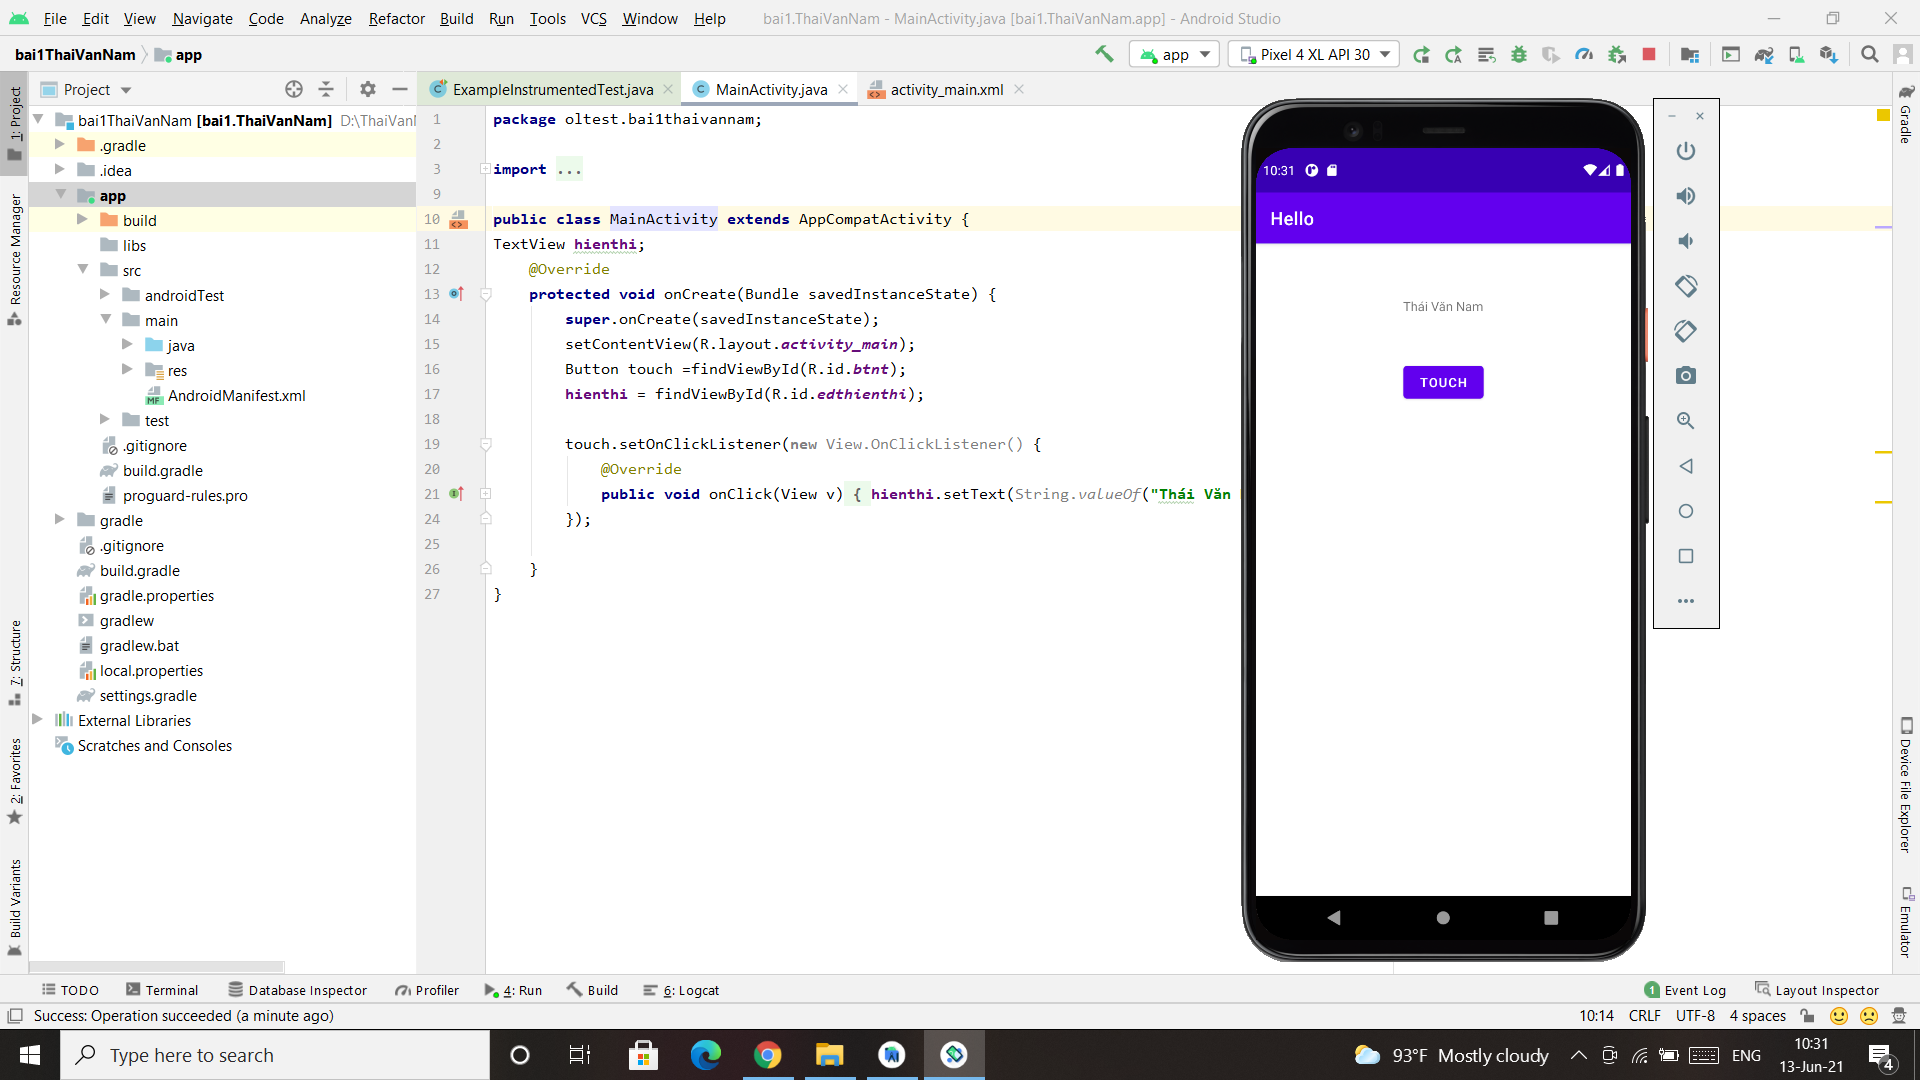 File Edit View Navigate Code Analyze Refactor Build Run Tools VCS Window Help bai1.ThaiVanNam - MainActivity.java [bai1.ThaiVanNam.app] - Android Studio
bai1ThaiVanNam app
app Pixel 4 XL API 30
Project
ExampleInstrumentedTest.java MainActivity.java activity_main.xml
1: Project
Resource Manager
7: Structure
2: Favorites
Build Variants
bai1ThaiVanNam [bai1.ThaiVanNam] D:\ThaiVanN
.gradle
.idea
app
build
libs
src
androidTest
main
java
res
AndroidManifest.xml
test
.gitignore
build.gradle
proguard-rules.pro
gradle
.gitignore
build.gradle
gradle.properties
gradlew
gradlew.bat
local.properties
settings.gradle
External Libraries
Scratches and Consoles
1 package oltest.bai1thaivannam;
2
3 import ...
9
10 public class MainActivity extends AppCompatActivity {
11 TextView hienthi;
12 @Override
13 protected void onCreate(Bundle savedInstanceState) {
14 super.onCreate(savedInstanceState);
15 setContentView(R.layout.activity_main);
16 Button touch =findViewById(R.id.btnt);
17 hienthi = findViewById(R.id.edthienthi);
18
19 touch.setOnClickListener(new View.OnClickListener() {
20 @Override
21 public void onClick(View v) { hienthi.setText(String.valueOf("Thái Văn
24 });
25
26 }
27 }
10:31
Hello
Thái Văn Nam
TOUCH
Gradle
Device File Explorer
Emulator
TODO Terminal Database Inspector Profiler 4: Run Build 6: Logcat 1 Event Log Layout Inspector
Success: Operation succeeded (a minute ago) 10:14 CRLF UTF-8 4 spaces
Type here to search
93°F Mostly cloudy ENG
10:31
13-Jun-21
4